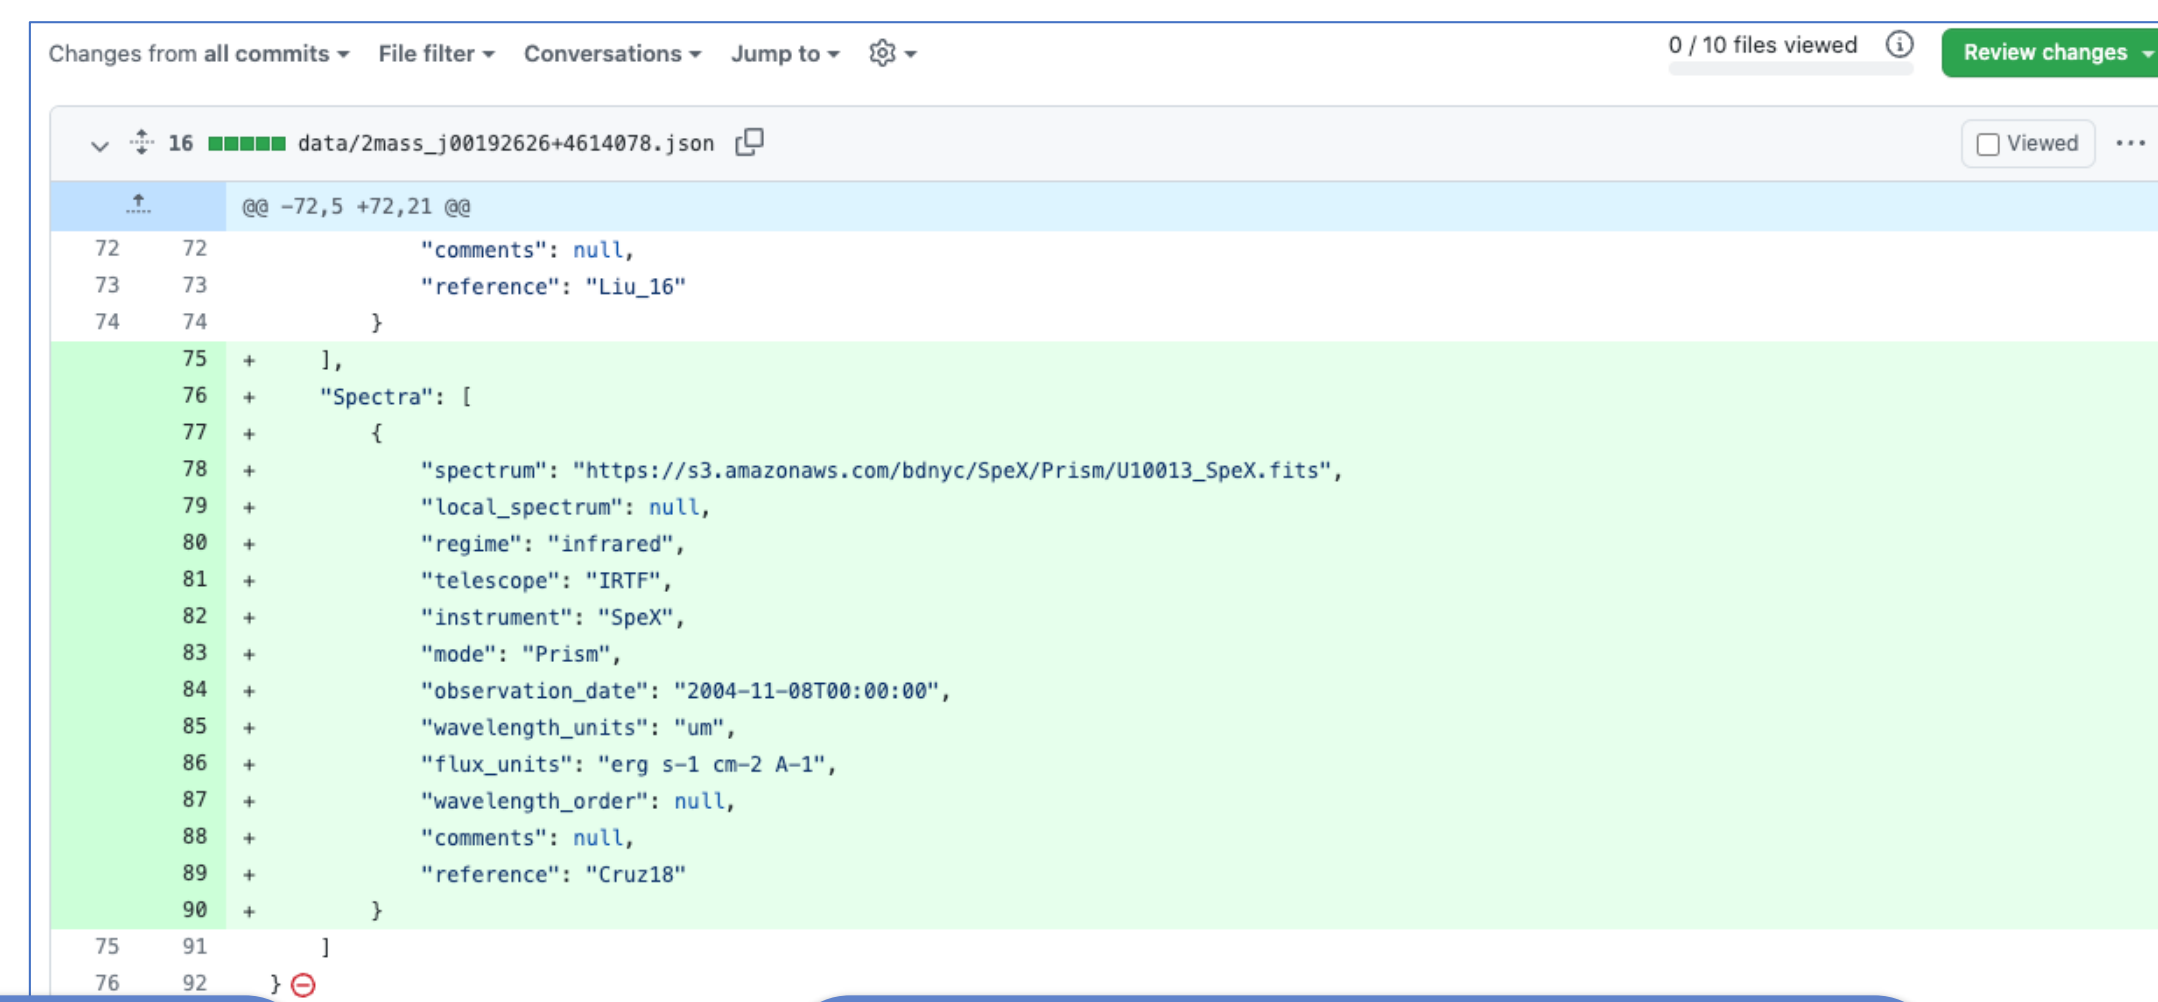 Changes from all commits File filter Conversations Jump to 0 / 10 files viewed Review changes
16 data/2mass_j00192626+4614078.json Viewed
@@ -72,5 +72,21 @@
72 72 "comments": null,
73 73 "reference": "Liu_16"
74 74 }
75 + ],
76 + "Spectra": [
77 + {
78 + "spectrum": "https://s3.amazonaws.com/bdnyc/SpeX/Prism/U10013_SpeX.fits",
79 + "local_spectrum": null,
80 + "regime": "infrared",
81 + "telescope": "IRTF",
82 + "instrument": "SpeX",
83 + "mode": "Prism",
84 + "observation_date": "2004-11-08T00:00:00",
85 + "wavelength_units": "um",
86 + "flux_units": "erg s-1 cm-2 A-1",
87 + "wavelength_order": null,
88 + "comments": null,
89 + "reference": "Cruz18"
90 + }
75 91 ]
76 92 }